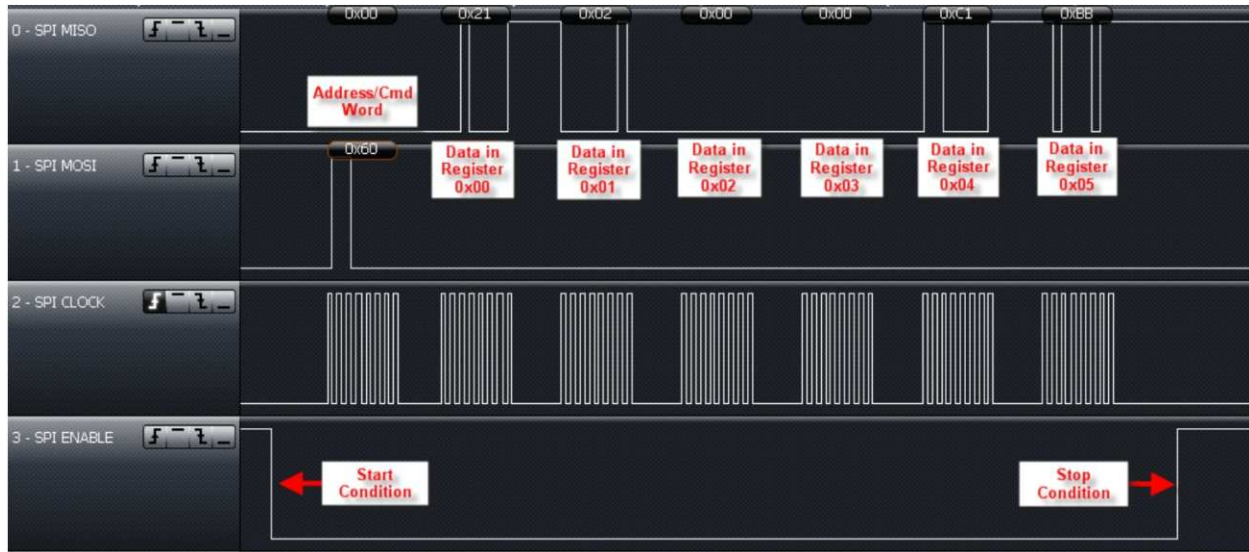 0x00 0x21 0x02 0x00 0x00 0xC1 0xBB
0 - SPI MISO
Address/Cmd
Word
0x60
1 - SPI MOSI
Data in
Register
0x00
Data in
Register
0x01
Data in
Register
0x02
Data in
Register
0x03
Data in
Register
0x04
Data in
Register
0x05
2 - SPI CLOCK
3 - SPI ENABLE
Start
Condition
Stop
Condition